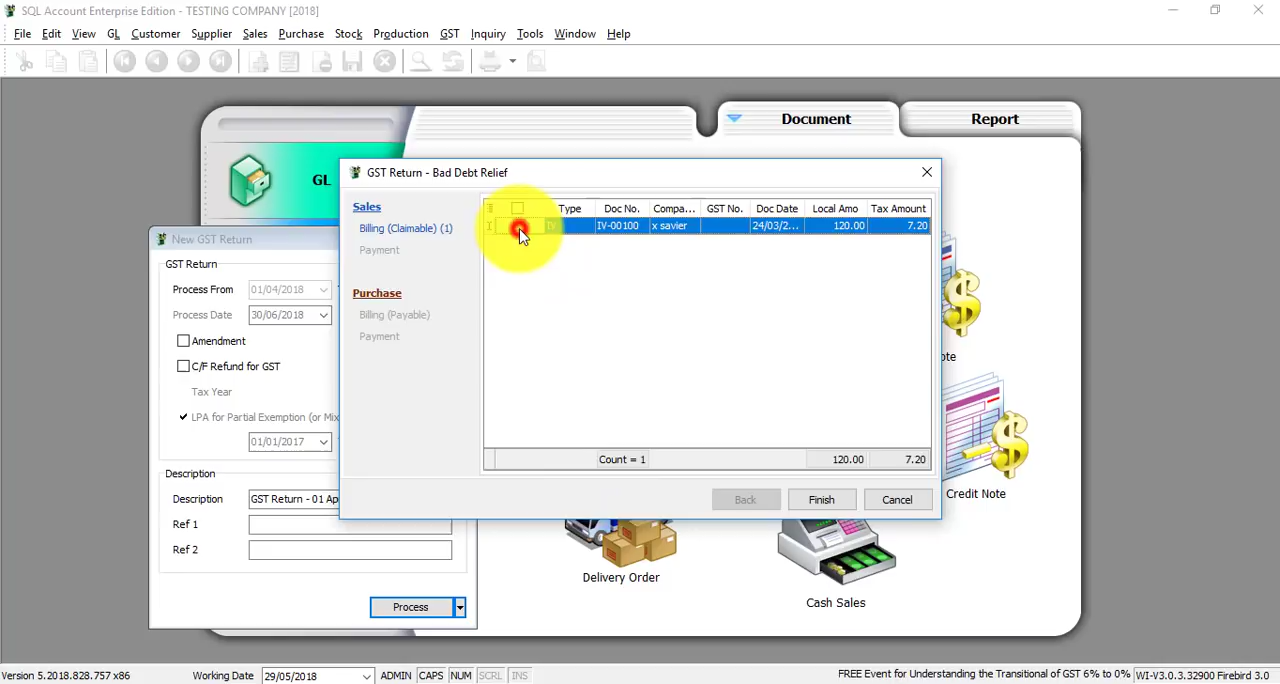 SQL Account Enterprise Edition - TESTING COMPANY [2018]
File Edit View GL Customer Supplier Sales Purchase Stock Production GST Inquiry Tools Window Help
Document Report
GL
GST Return - Bad Debt Relief
Sales
Billing (Claimable) (1)
Payment
Purchase
Billing (Payable)
Payment
Type Doc No. Compa... GST No. Doc Date Local Amo Tax Amount
IV IV-00100 x savier 24/03/2... 120.00 7.20
Count = 1 120.00 7.20
Back Finish Cancel
New GST Return
GST Return
Process From 01/04/2018
Process Date 30/06/2018
Amendment
C/F Refund for GST
Tax Year
LPA for Partial Exemption (or Mix
01/01/2017
Description
Description GST Return - 01 Ap
Ref 1
Ref 2
Process
ote
Credit Note
Delivery Order
Cash Sales
Version 5.2018.828.757 x86 Working Date 29/05/2018 ADMIN CAPS NUM SCRL INS FREE Event for Understanding the Transitional of GST 6% to 0% WI-V3.0.3.32900 Firebird 3.0